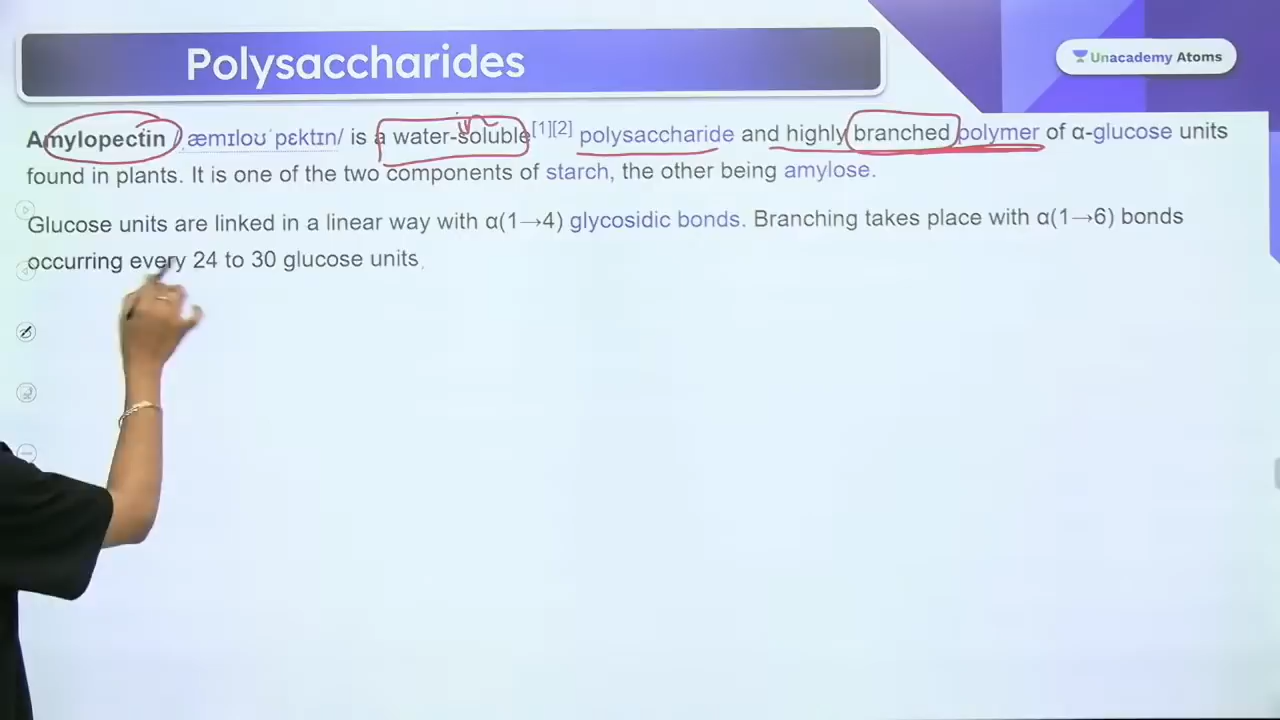 Polysaccharides
Unacademy Atoms
in
Amylopectin /ˌæmɪloʊˈpɛktɪn/ is a water-soluble[1][2] polysaccharide and highly branched polymer of α-glucose units
found in plants. It is one of the two components of starch, the other being amylose.
Glucose units are linked in a linear way with α(1→4) glycosidic bonds. Branching takes place with α(1→6) bonds
occurring every 24 to 30 glucose units.